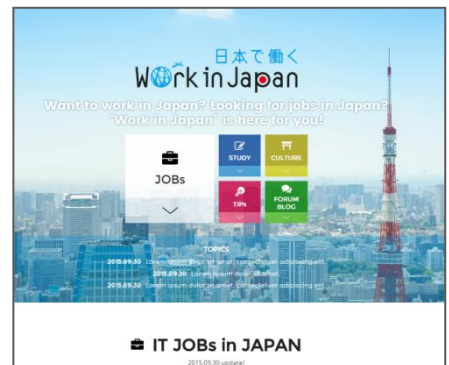 日本で働く
Work in Japan
Want to work in Japan? Looking for jobs in Japan?
"Work in Japan" is here for you!
JOBs
STUDY
CULTURE
TIPs
FORUM
BLOG
TOPICS
2015.09.30 Lorem ipsum dolor sit amet, consectetuer adipiscing elit.
2015.09.30 Lorem ipsum dolor sit amet.
2015.09.30 Lorem ipsum dolor sit amet, consectetuer adipiscing elit.
IT JOBs in JAPAN
2015.09.30 update!